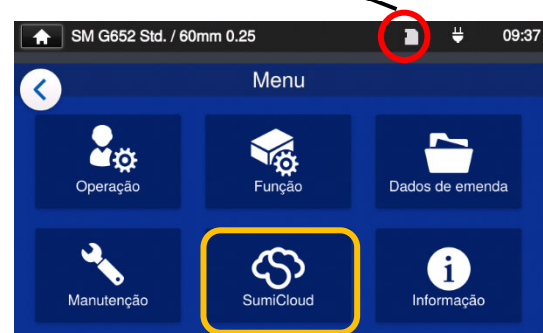 SM G652 Std. / 60mm 0.25 09:37
Menu
Operação Função Dados de emenda
Manutenção SumiCloud Informação